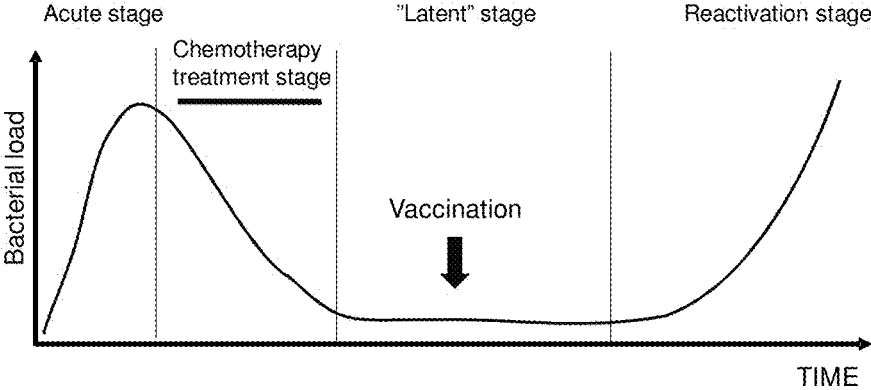 Acute stage
"Latent" stage
Reactivation stage
Chemotherapy
treatment stage
Bacterial load
Vaccination
TIME